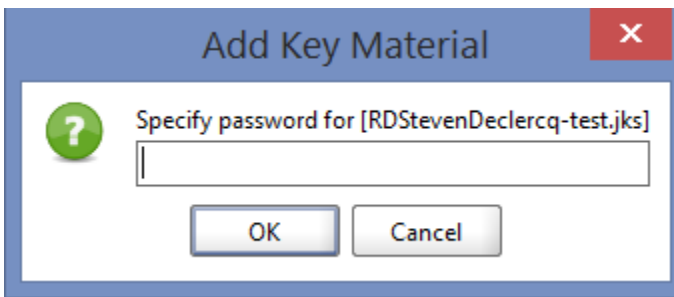 Add Key Material
Specify password for [RDStevenDeclercq-test.jks]
OK
Cancel